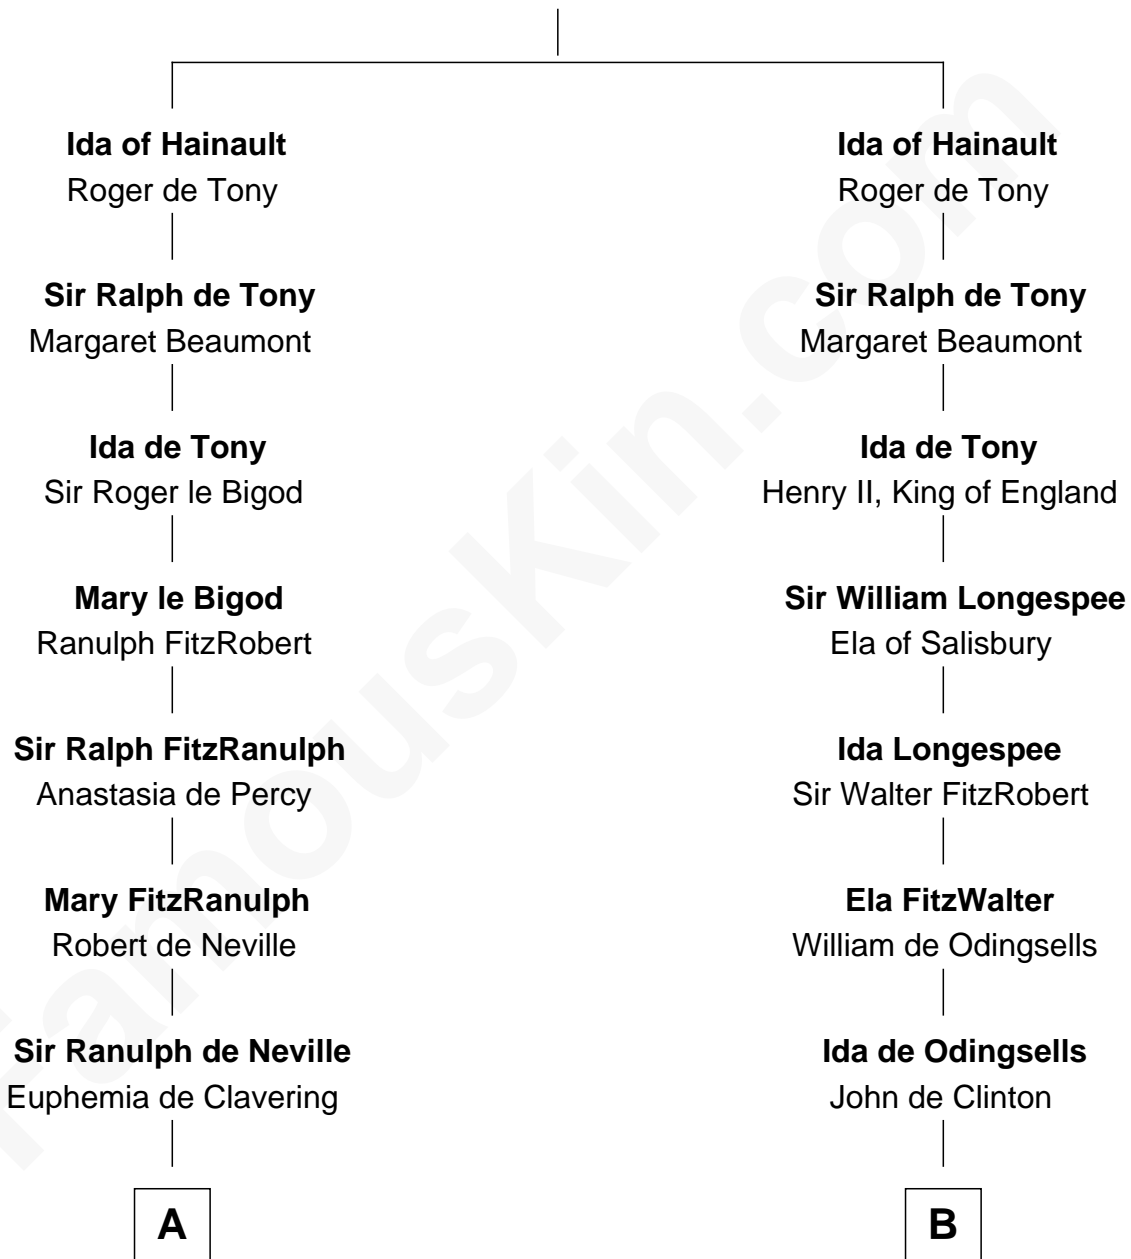 Ida of Hainault
Roger de Tony
Sir Ralph de Tony
Margaret Beaumont
Ida de Tony
Sir Roger le Bigod
Mary le Bigod
Ranulph FitzRobert
Sir Ralph FitzRanulph
Anastasia de Percy
Mary FitzRanulph
Robert de Neville
Sir Ranulph de Neville
Euphemia de Clavering
A
Ida of Hainault
Roger de Tony
Sir Ralph de Tony
Margaret Beaumont
Ida de Tony
Henry II, King of England
Sir William Longespee
Ela of Salisbury
Ida Longespee
Sir Walter FitzRobert
Ela FitzWalter
William de Odingsells
Ida de Odingsells
John de Clinton
B
FamousKin.com